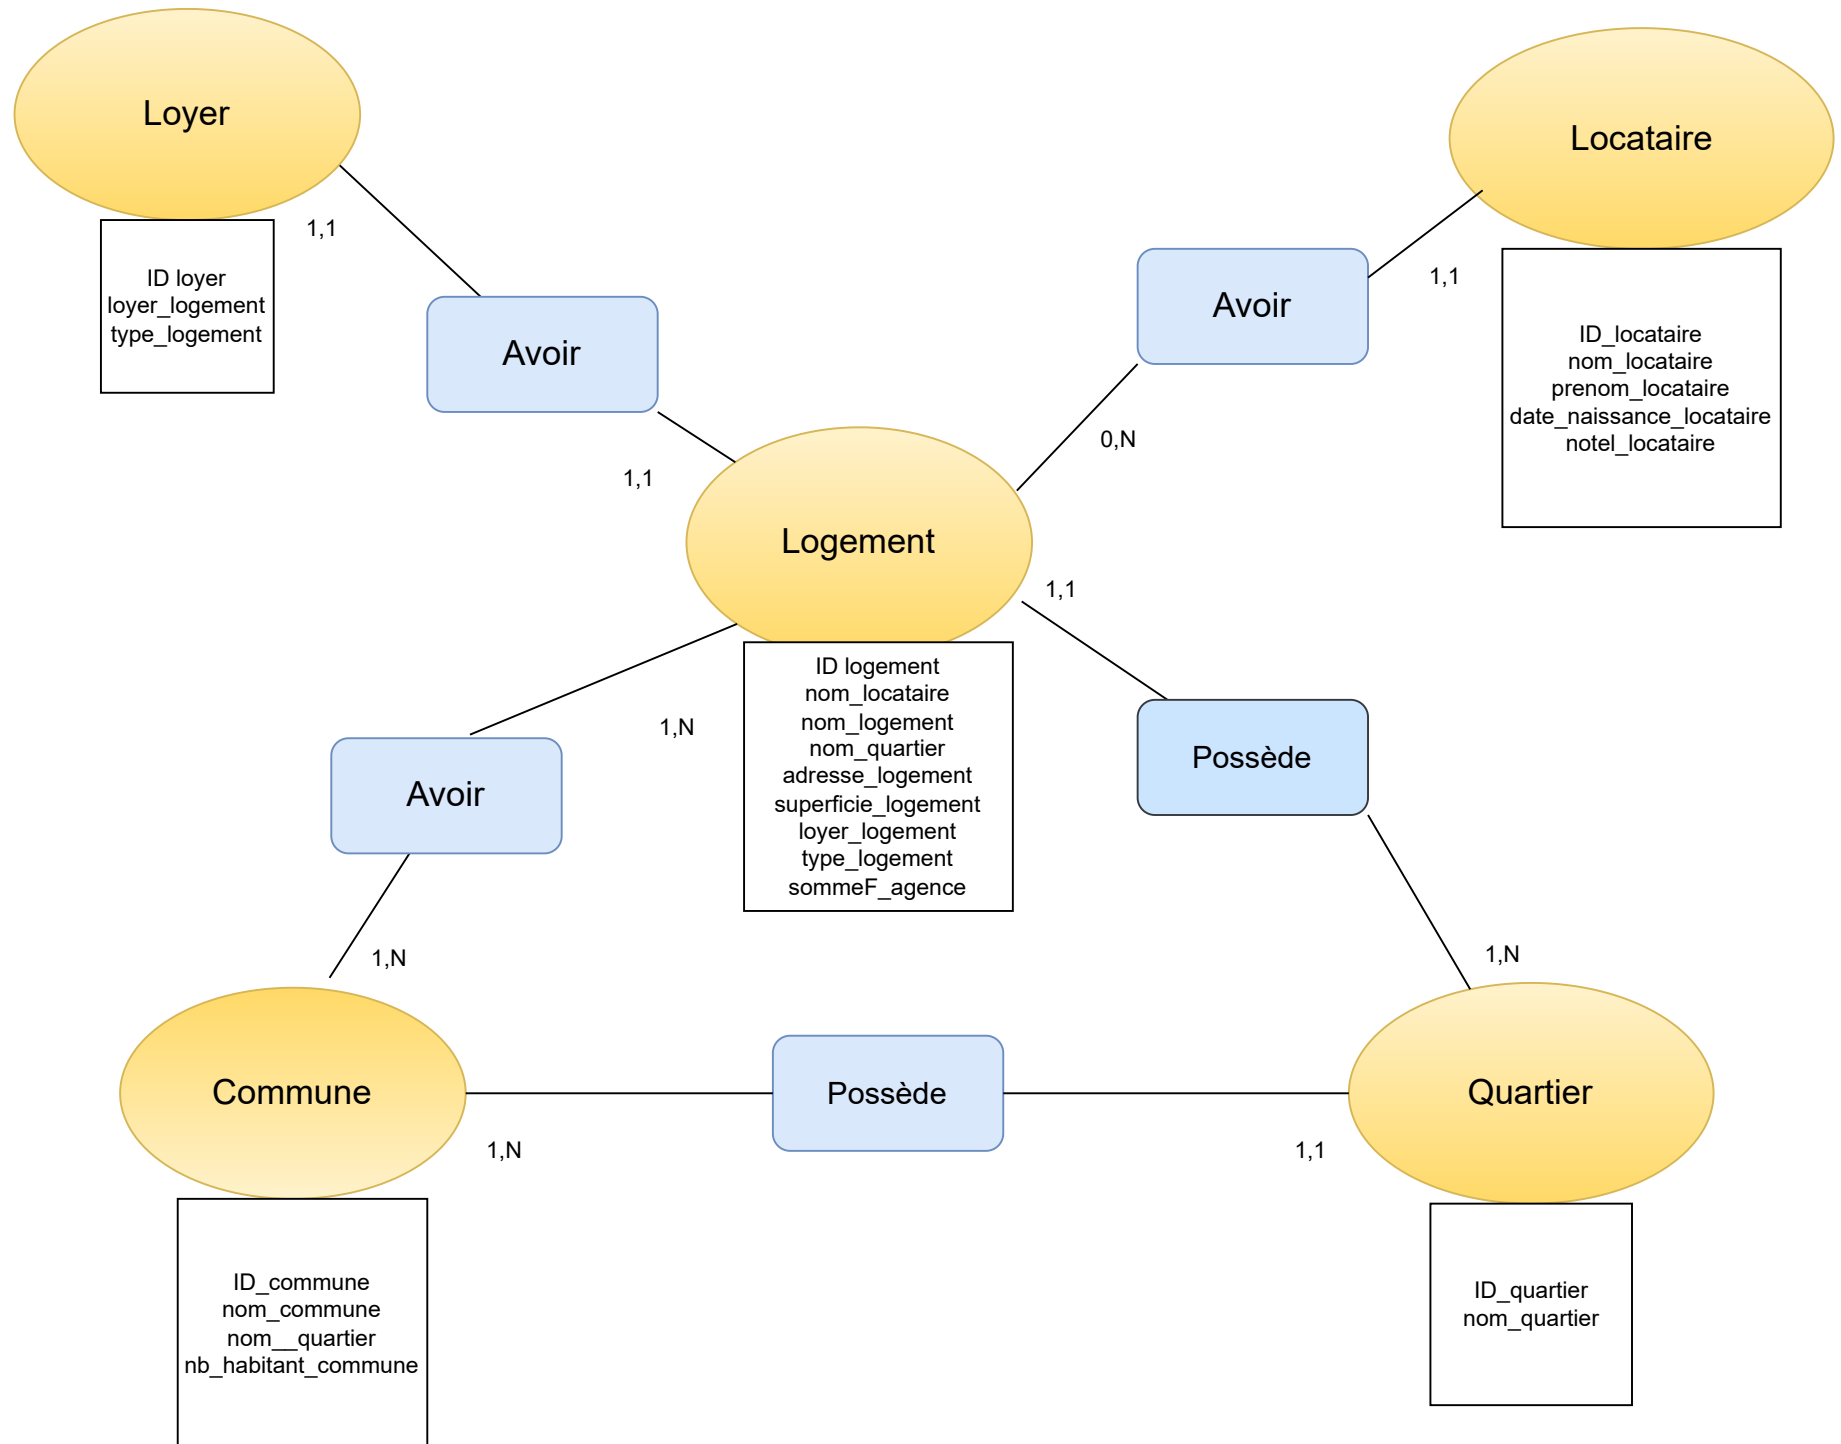 Loyer
Locataire
1,1
ID loyer
loyer_logement
type_logement
Avoir
Avoir
1,1
ID_locataire
nom_locataire
prenom_locataire
date_naissance_locataire
notel_locataire
0,N
1,1
Logement
1,1
ID logement
nom_locataire
nom_logement
nom_quartier
adresse_logement
superficie_logement
loyer_logement
type_logement
sommeF_agence
1,N
Possède
Avoir
1,N
1,N
Commune
Possède
Quartier
1,N
1,1
ID_commune
nom_commune
nom__quartier
nb_habitant_commune
ID_quartier
nom_quartier